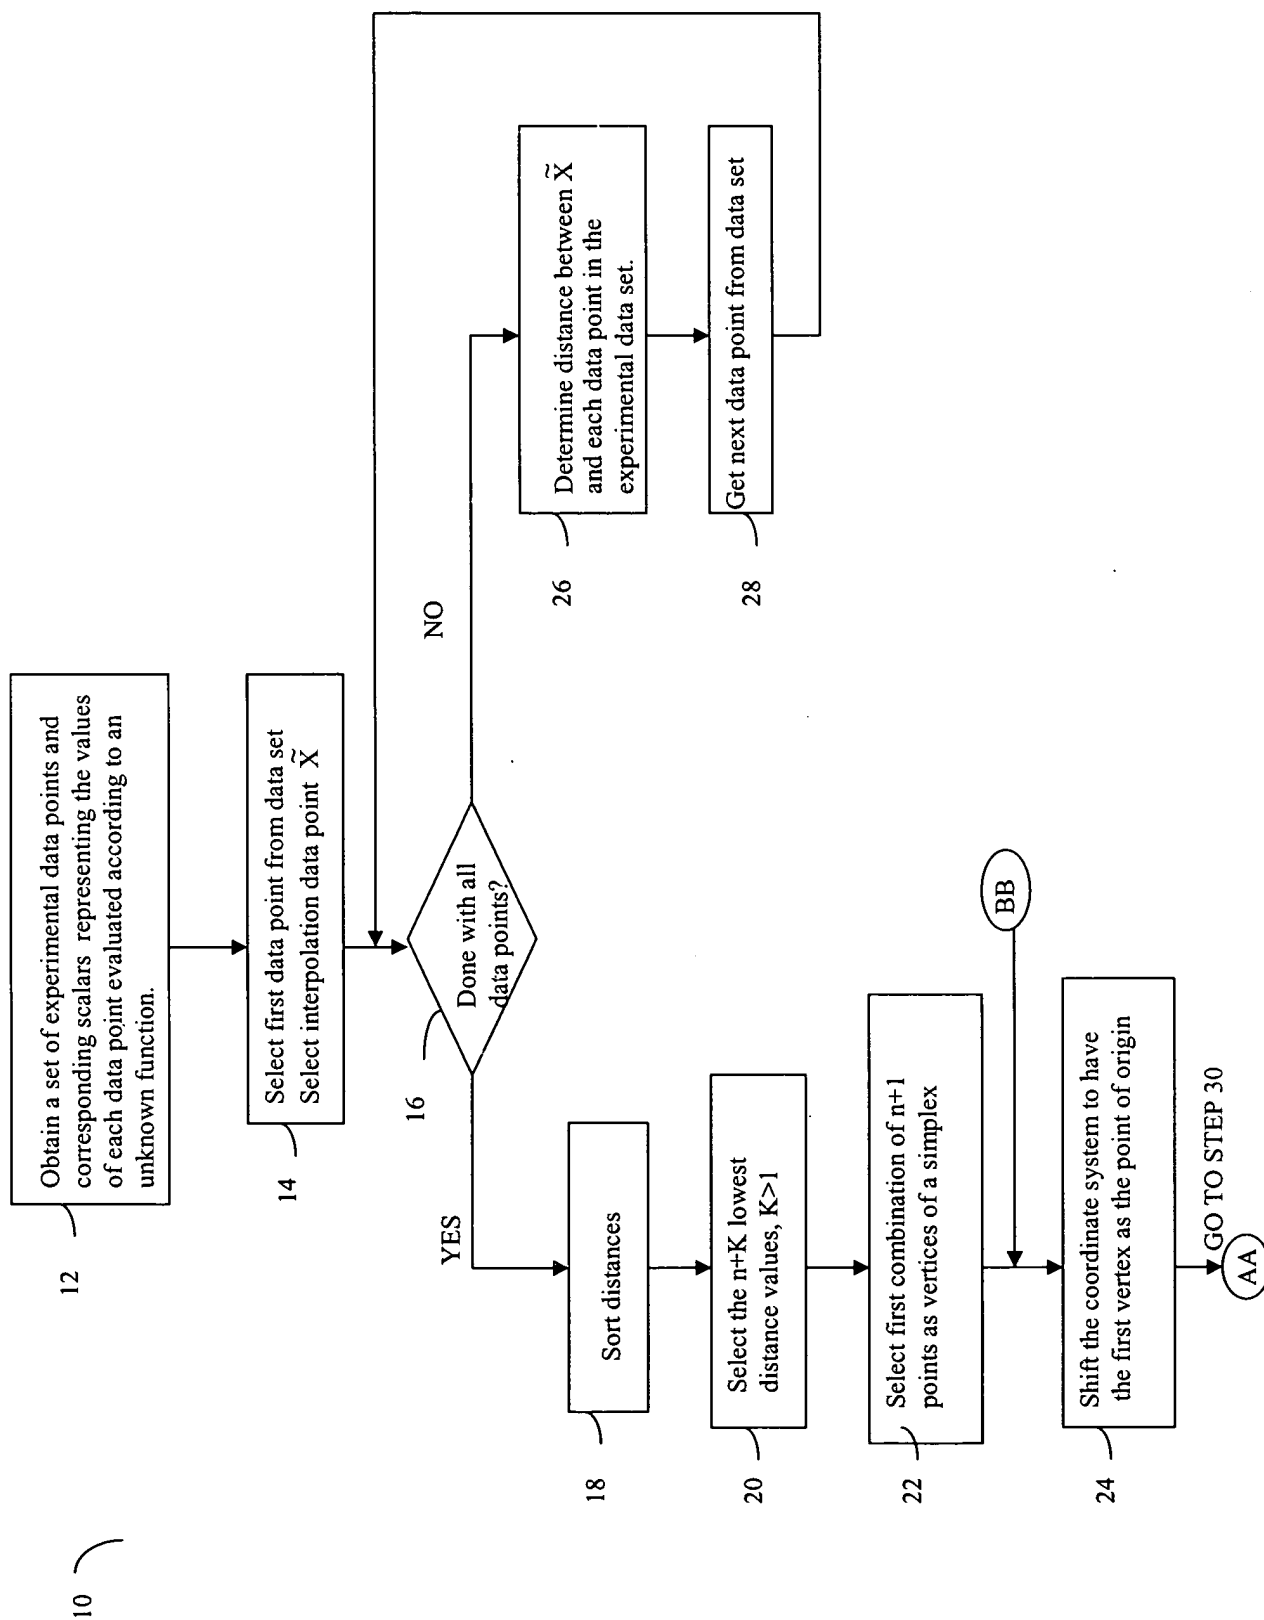 10
12
Obtain a set of experimental data points and
corresponding scalars representing the values
of each data point evaluated according to an
unknown function.
14
Select first data point from data set
Select interpolation data point X̃
16
Done with all
data points?
NO
26
Determine distance between X̃
and each data point in the
experimental data set.
28
Get next data point from data set
YES
18
Sort distances
20
Select the n+K lowest
distance values, K>1
22
Select first combination of n+1
points as vertices of a simplex
BB
24
Shift the coordinate system to have
the first vertex as the point of origin
GO TO STEP 30
AA